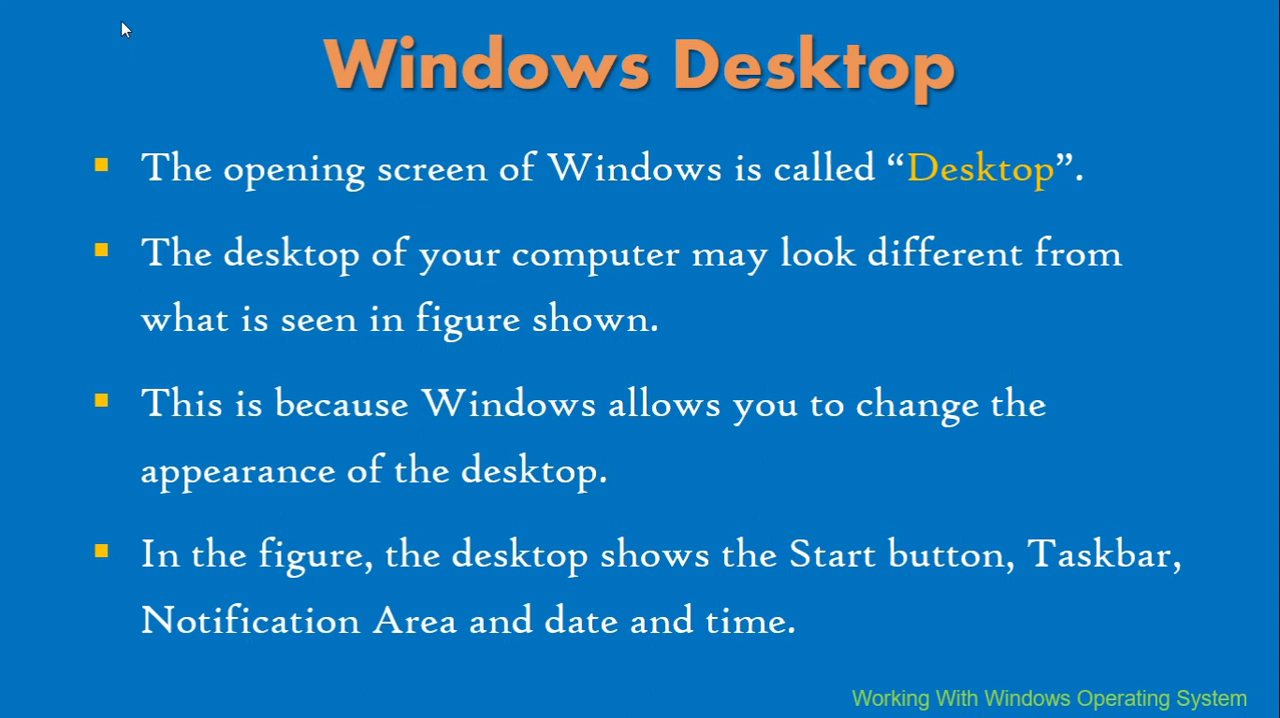 Windows Desktop
The opening screen of Windows is called “Desktop”.
The desktop of your computer may look different from
what is seen in figure shown.
This is because Windows allows you to change the
appearance of the desktop.
In the figure, the desktop shows the Start button, Taskbar,
Notification Area and date and time.
Working With Windows Operating System